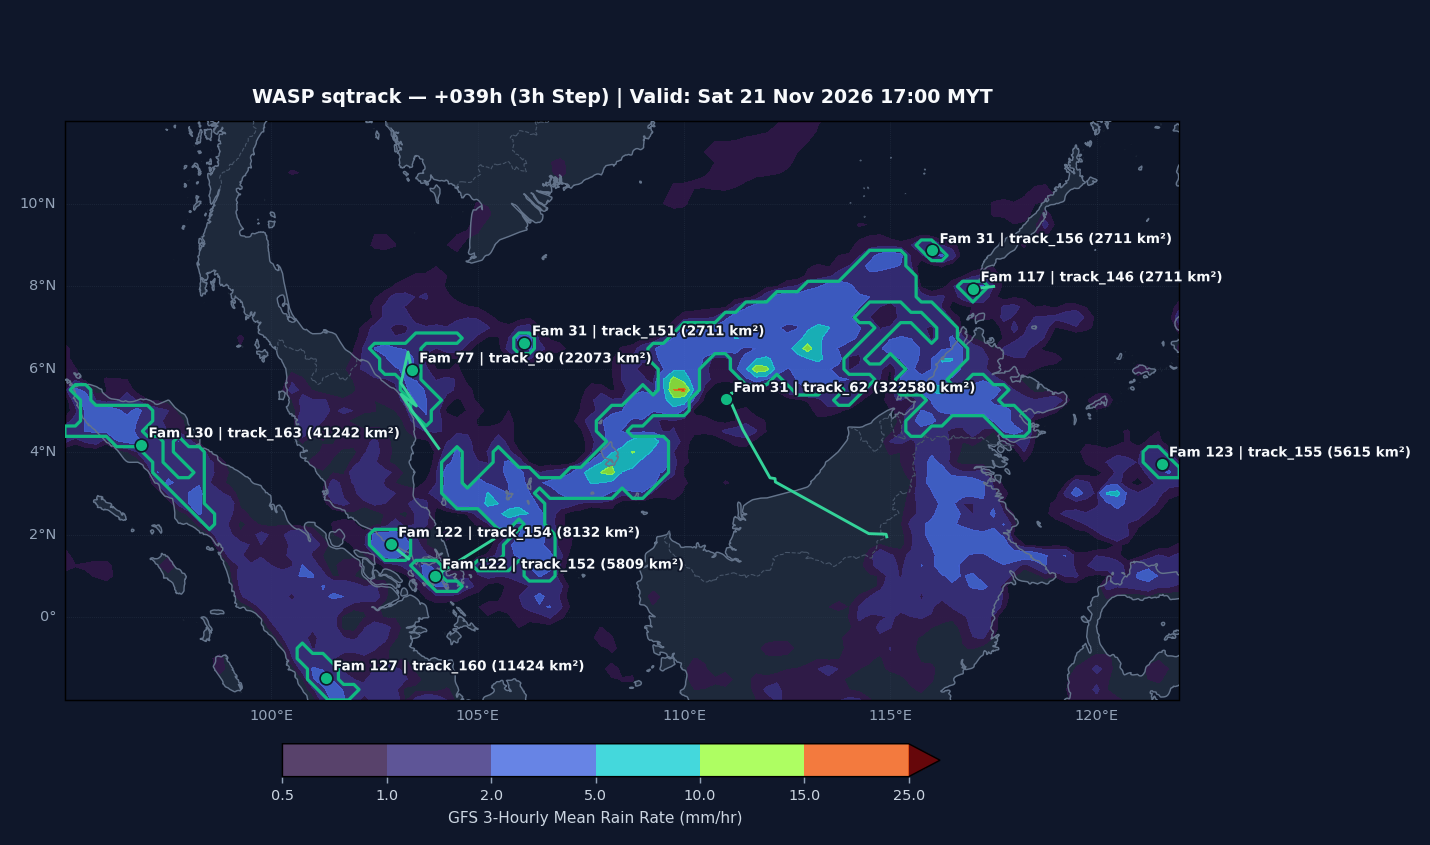 WASP sqtrack — +039h (3h Step) | Valid: Sat 21 Nov 2026 17:00 MYT
10°N
8°N
6°N
4°N
2°N
0°
Fam 31 | track_156 (2711 km²)
Fam 117 | track_146 (2711 km²)
Fam 31 | track_151 (2711 km²)
Fam 77 | track_90 (22073 km²)
Fam 31 | track_62 (322580 km²)
Fam 130 | track_163 (41242 km²)
Fam 123 | track_155 (5615 km²)
Fam 122 | track_154 (8132 km²)
Fam 122 | track_152 (5809 km²)
Fam 127 | track_160 (11424 km²)
100°E 105°E 110°E 115°E 120°E
0.5 1.0 2.0 5.0 10.0 15.0 25.0
GFS 3-Hourly Mean Rain Rate (mm/hr)